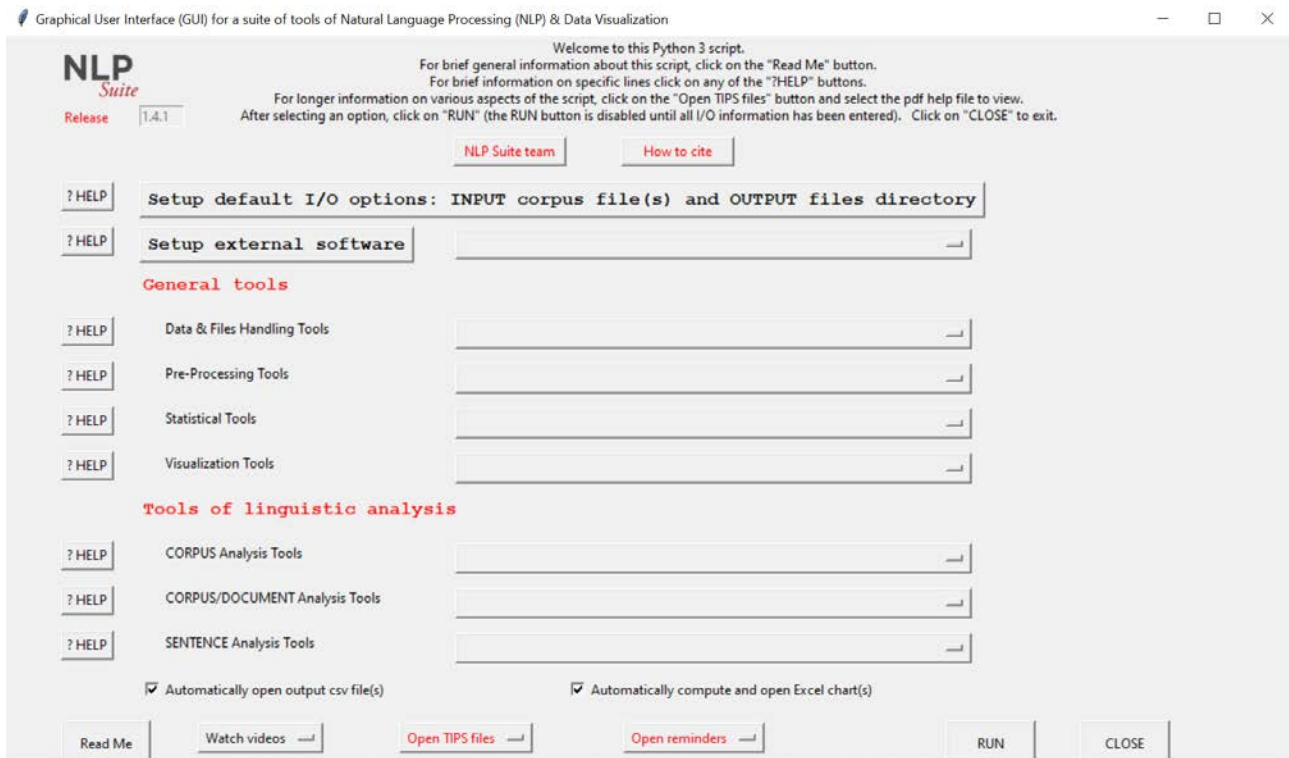 Graphical User Interface (GUI) for a suite of tools of Natural Language Processing (NLP) & Data Visualization
Welcome to this Python 3 script.
For brief general information about this script, click on the "Read Me" button.
For brief information on specific lines click on any of the "?HELP" buttons.
For longer information on various aspects of the script, click on the "Open TIPS files" button and select the pdf help file to view.
After selecting an option, click on "RUN" (the RUN button is disabled until all I/O information has been entered). Click on "CLOSE" to exit.
NLP
Suite
Release 1.4.1
NLP Suite team How to cite
? HELP Setup default I/O options: INPUT corpus file(s) and OUTPUT files directory
? HELP Setup external software
General tools
? HELP Data & Files Handling Tools
? HELP Pre-Processing Tools
? HELP Statistical Tools
? HELP Visualization Tools
Tools of linguistic analysis
? HELP CORPUS Analysis Tools
? HELP CORPUS/DOCUMENT Analysis Tools
? HELP SENTENCE Analysis Tools
Automatically open output csv file(s) Automatically compute and open Excel chart(s)
Read Me Watch videos Open TIPS files Open reminders RUN CLOSE